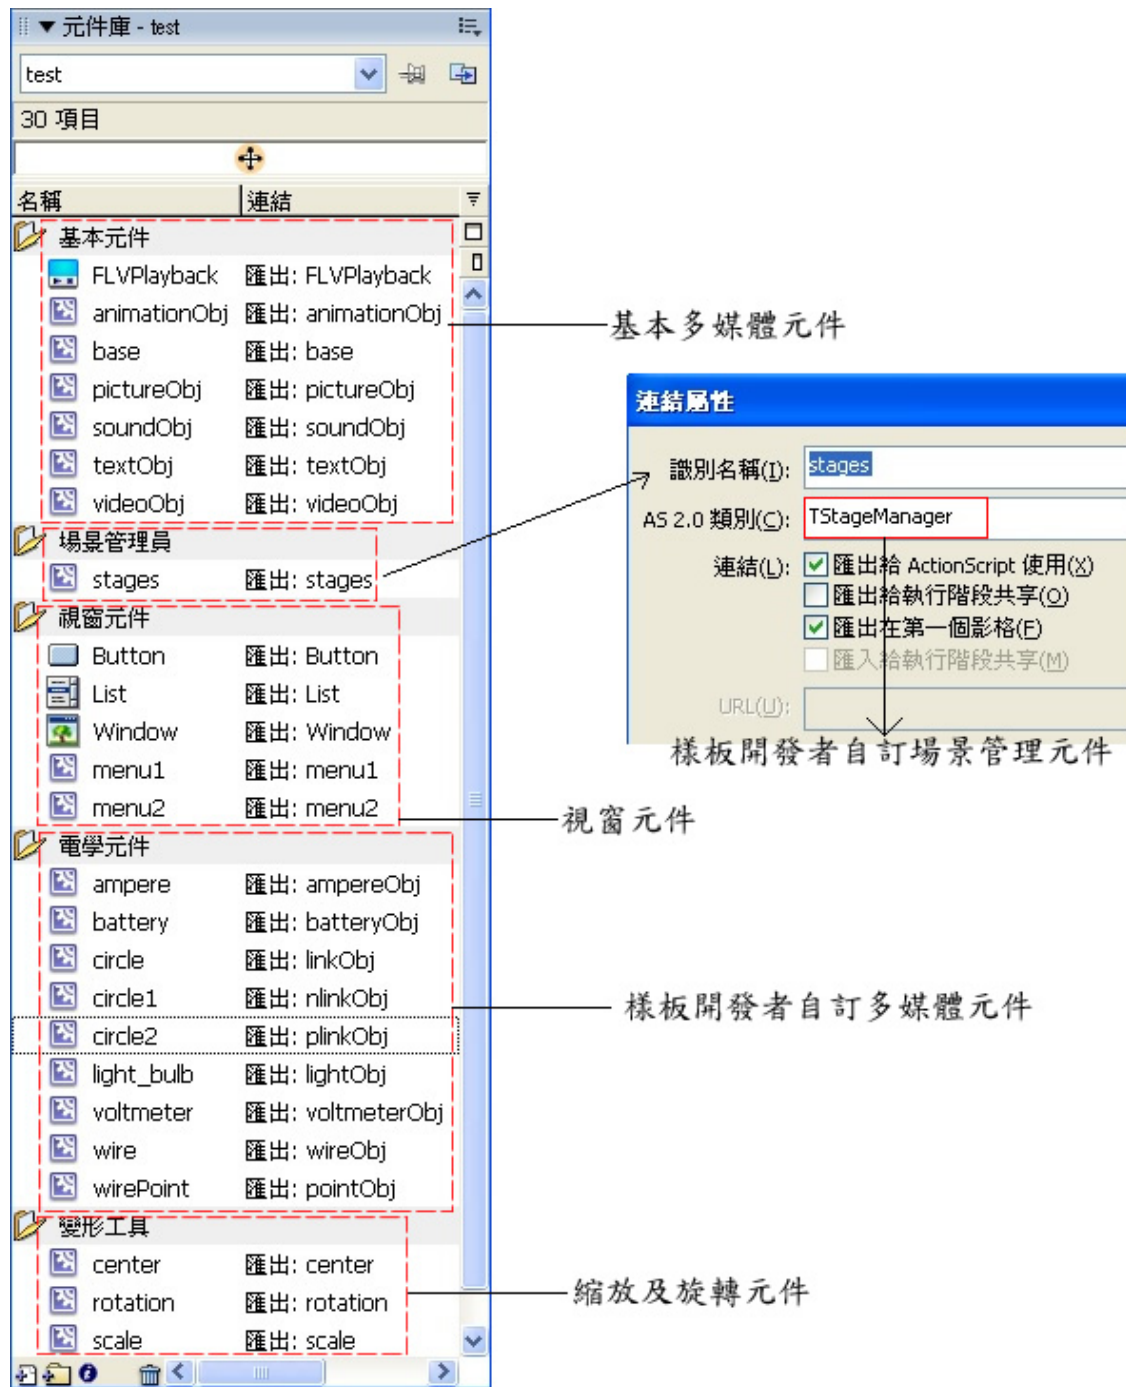 元件庫 - test
test
30 項目
名稱 連結
基本元件
FLVPlayback 匯出: FLVPlayback
animationObj 匯出: animationObj
base 匯出: base
pictureObj 匯出: pictureObj
soundObj 匯出: soundObj
textObj 匯出: textObj
videoObj 匯出: videoObj
場景管理員
stages 匯出: stages
視窗元件
Button 匯出: Button
List 匯出: List
Window 匯出: Window
menu1 匯出: menu1
menu2 匯出: menu2
電學元件
ampere 匯出: ampereObj
battery 匯出: batteryObj
circle 匯出: linkObj
circle1 匯出: nlinkObj
circle2 匯出: plinkObj
light_bulb 匯出: lightObj
voltmeter 匯出: voltmeterObj
wire 匯出: wireObj
wirePoint 匯出: pointObj
變形工具
center 匯出: center
rotation 匯出: rotation
scale 匯出: scale
基本多媒體元件
連結屬性
識別名稱(I): stages
AS 2.0 類別(C): TStageManager
連結(L): 匯出給 ActionScript 使用(X)
匯出給執行階段共享(O)
匯出在第一個影格(F)
匯入給執行階段共享(M)
URL(U):
樣板開發者自訂場景管理元件
視窗元件
樣板開發者自訂多媒體元件
縮放及旋轉元件